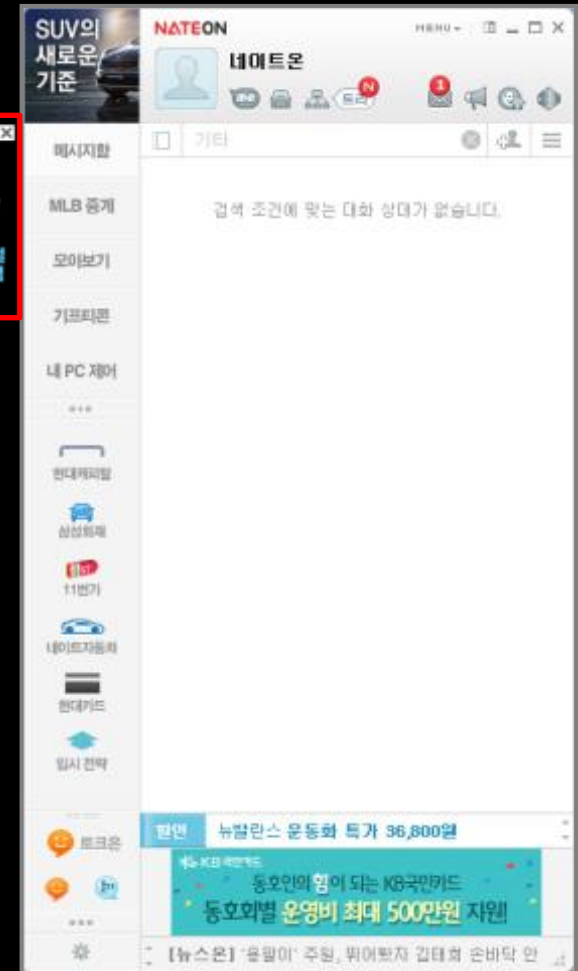 SUV의
새로운
기준
NATEON
MENU
네이트온
N
1
기타
메시지함
MLB 중계
모아보기
기프티콘
내 PC 제어
검색 조건에 맞는 대화 상대가 없습니다.
현대캐피탈
삼성화재
11번가
네이트자동차
현대카드
입시 전략
토크온
할인 뉴발란스 운동화 특가 36,800원
KB국민카드
동호인의 힘이 되는 KB국민카드
동호회별 운영비 최대 500만원 지원!
[뉴스온] '용팔이' 주원, 뛰어봤자 김태희 손바닥 안